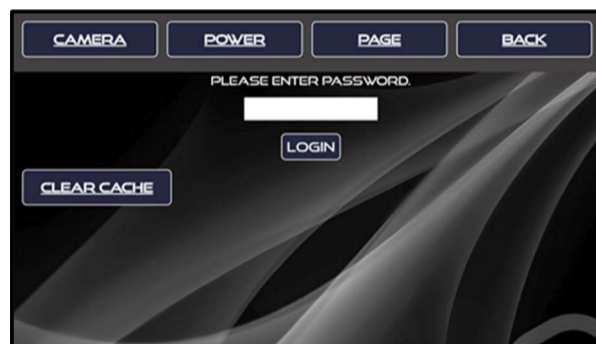 CAMERA POWER PAGE BACK
PLEASE ENTER PASSWORD.
LOGIN
CLEAR CACHE